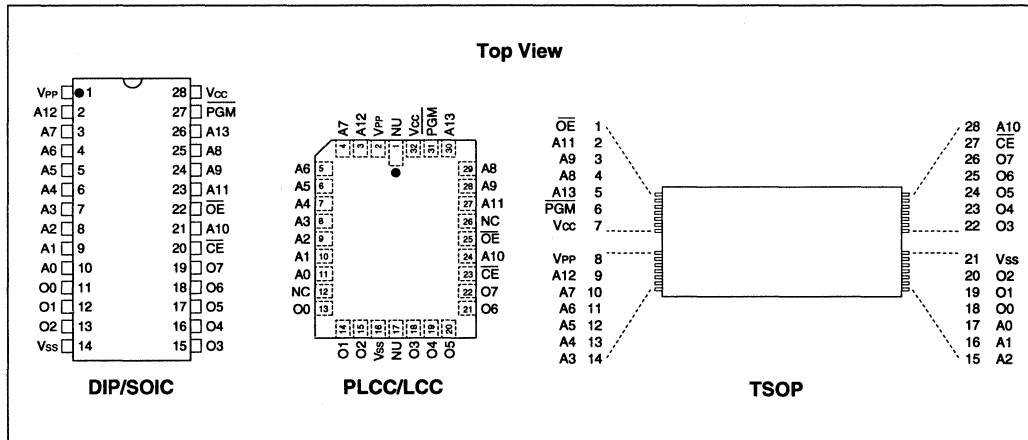 Top View
VPP 1 28 VCC
A12 2 27 P̅G̅M̅
A7 3 26 A13
A6 4 25 A8
A5 5 24 A9
A4 6 23 A11
A3 7 22 O̅E̅
A2 8 21 A10
A1 9 20 C̅E̅
A0 10 19 O7
O0 11 18 O6
O1 12 17 O5
O2 13 16 O4
VSS 14 15 O3
DIP/SOIC
A7 A12 VPP NU VCC P̅G̅M̅ A13
4 3 2 1 32 31 30
A6 5 29 A8
A5 6 28 A9
A4 7 27 A11
A3 8 26 NC
A2 9 25 O̅E̅
A1 10 24 A10
A0 11 23 C̅E̅
NC 12 22 O7
O0 13 21 O6
14 15 16 17 18 19 20
O1 O2 VSS NU O3 O4 O5
PLCC/LCC
O̅E̅ 1 28 A10
A11 2 27 C̅E̅
A9 3 26 O7
A8 4 25 O6
A13 5 24 O5
P̅G̅M̅ 6 23 O4
VCC 7 22 O3
VPP 8 21 VSS
A12 9 20 O2
A7 10 19 O1
A6 11 18 O0
A5 12 17 A0
A4 13 16 A1
A3 14 15 A2
TSOP